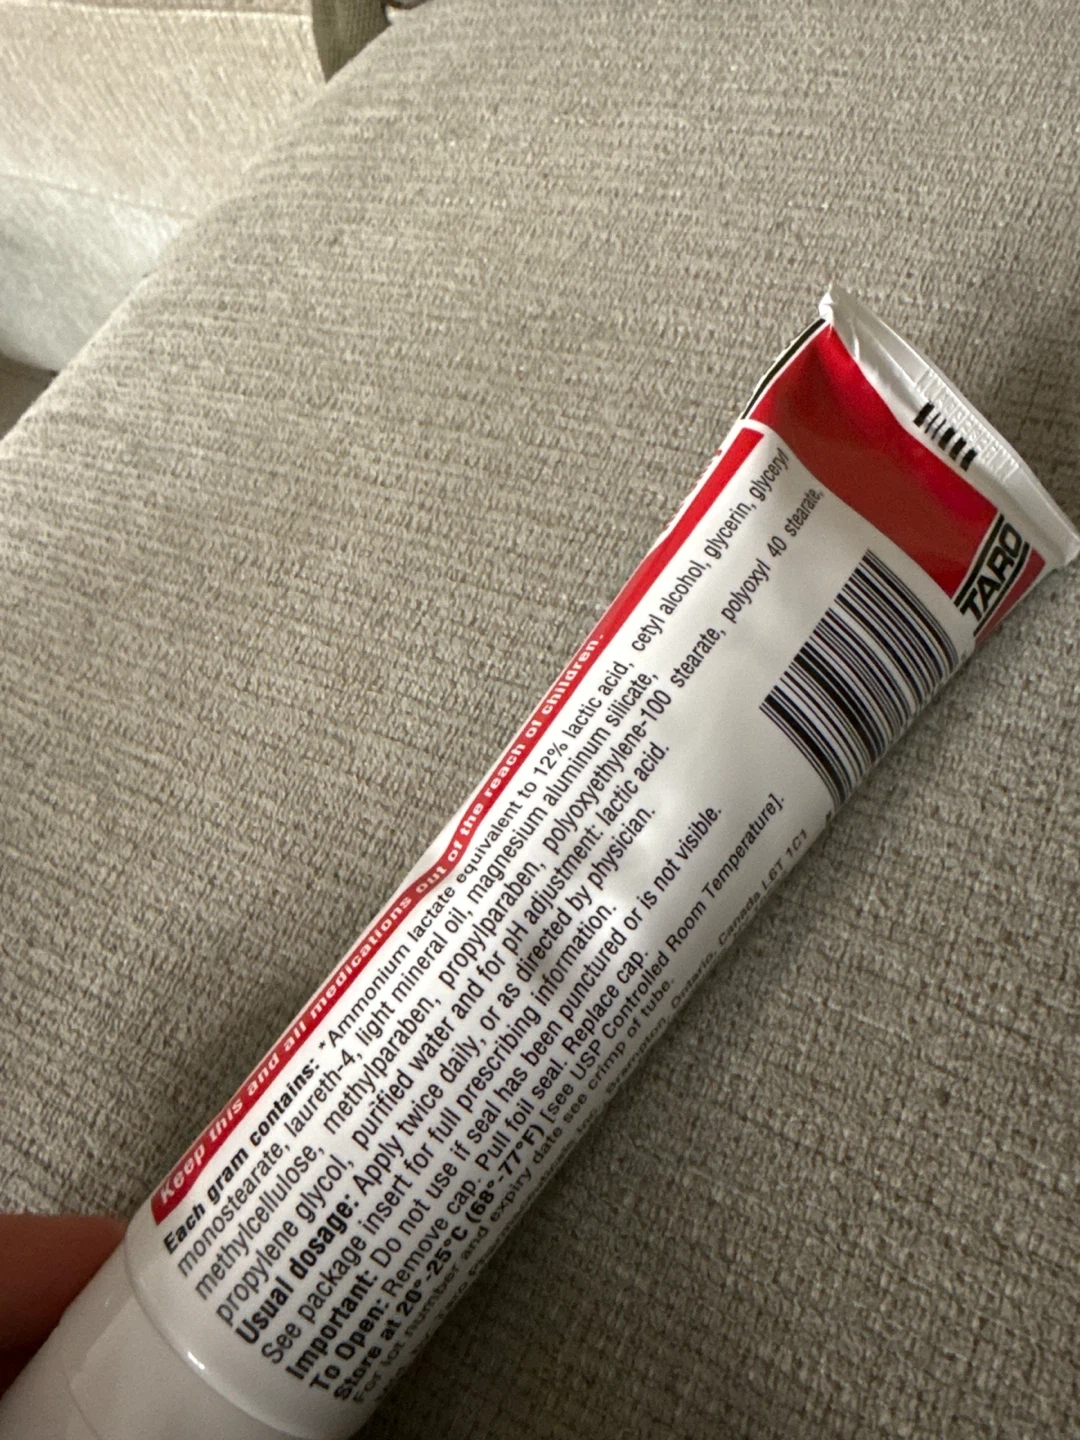 Keep this and all medications out of the reach of children.
Each gram contains: *Ammonium lactate equivalent to 12% lactic acid, cetyl alcohol, glycerin, glyceryl
monostearate, laureth-4, light mineral oil, magnesium aluminum silicate,
methylcellulose, methylparaben, propylparaben, polyoxyethylene-100 stearate, polyoxyl 40 stearate,
propylene glycol, purified water and for pH adjustment: lactic acid.
Usual dosage: Apply twice daily, or as directed by physician.
See package insert for full prescribing information.
Important: Do not use if seal has been punctured or is not visible.
To Open: Remove cap. Pull foil seal. Replace cap.
Store at 20°-25°C (68°-77°F) [see USP Controlled Room Temperature].
For lot number and expiry date see crimp of tube.
Ontario, Canada L6T 1C1
TARO